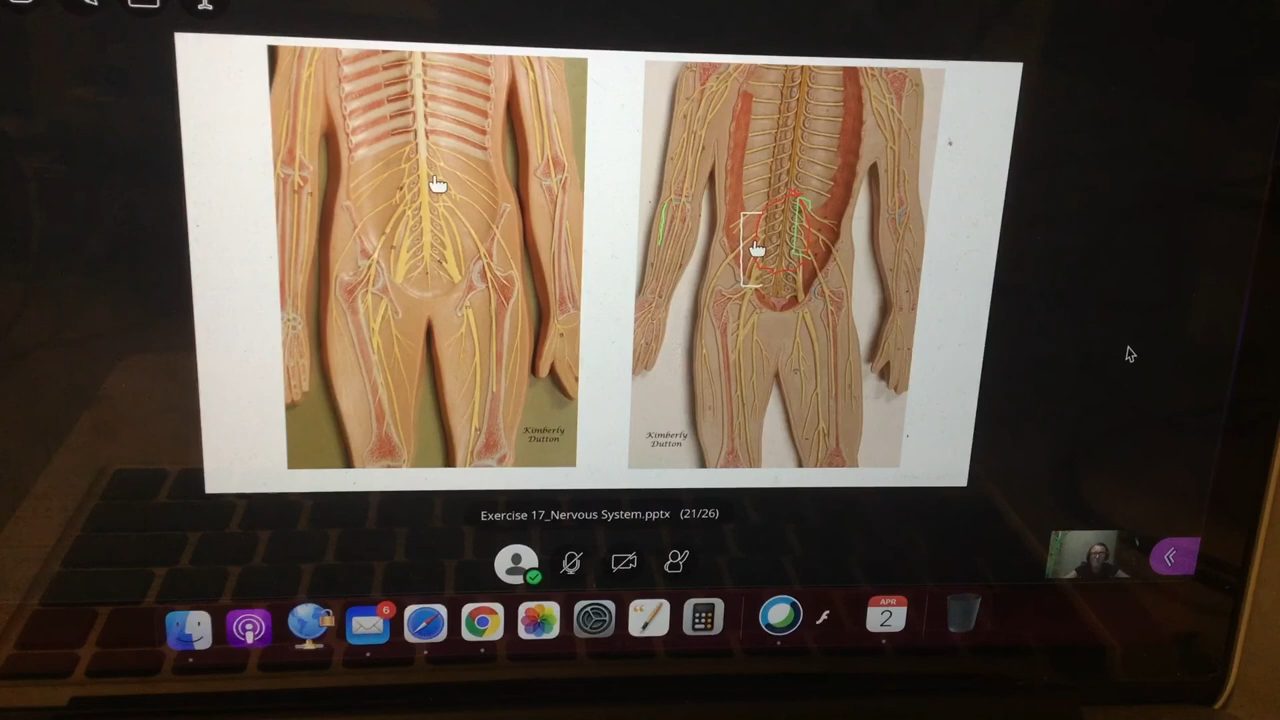 Kimberly
Dutton
Kimberly
Dutton
Exercise 17_Nervous System.pptx (21/26)
6
APR
2